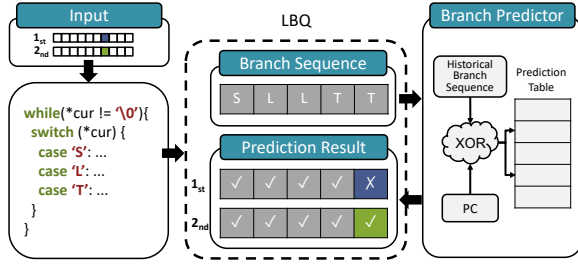 Input
1st
2nd
while(*cur != '\0'){
switch (*cur) {
case 'S': ...
case 'L': ...
case 'T': ...
}
}
LBQ
Branch Sequence
S L L T T
Prediction Result
1st ✓ ✓ ✓ ✓ X
2nd ✓ ✓ ✓ ✓ ✓
Branch Predictor
Historical
Branch
Sequence
Prediction
Table
XOR
PC